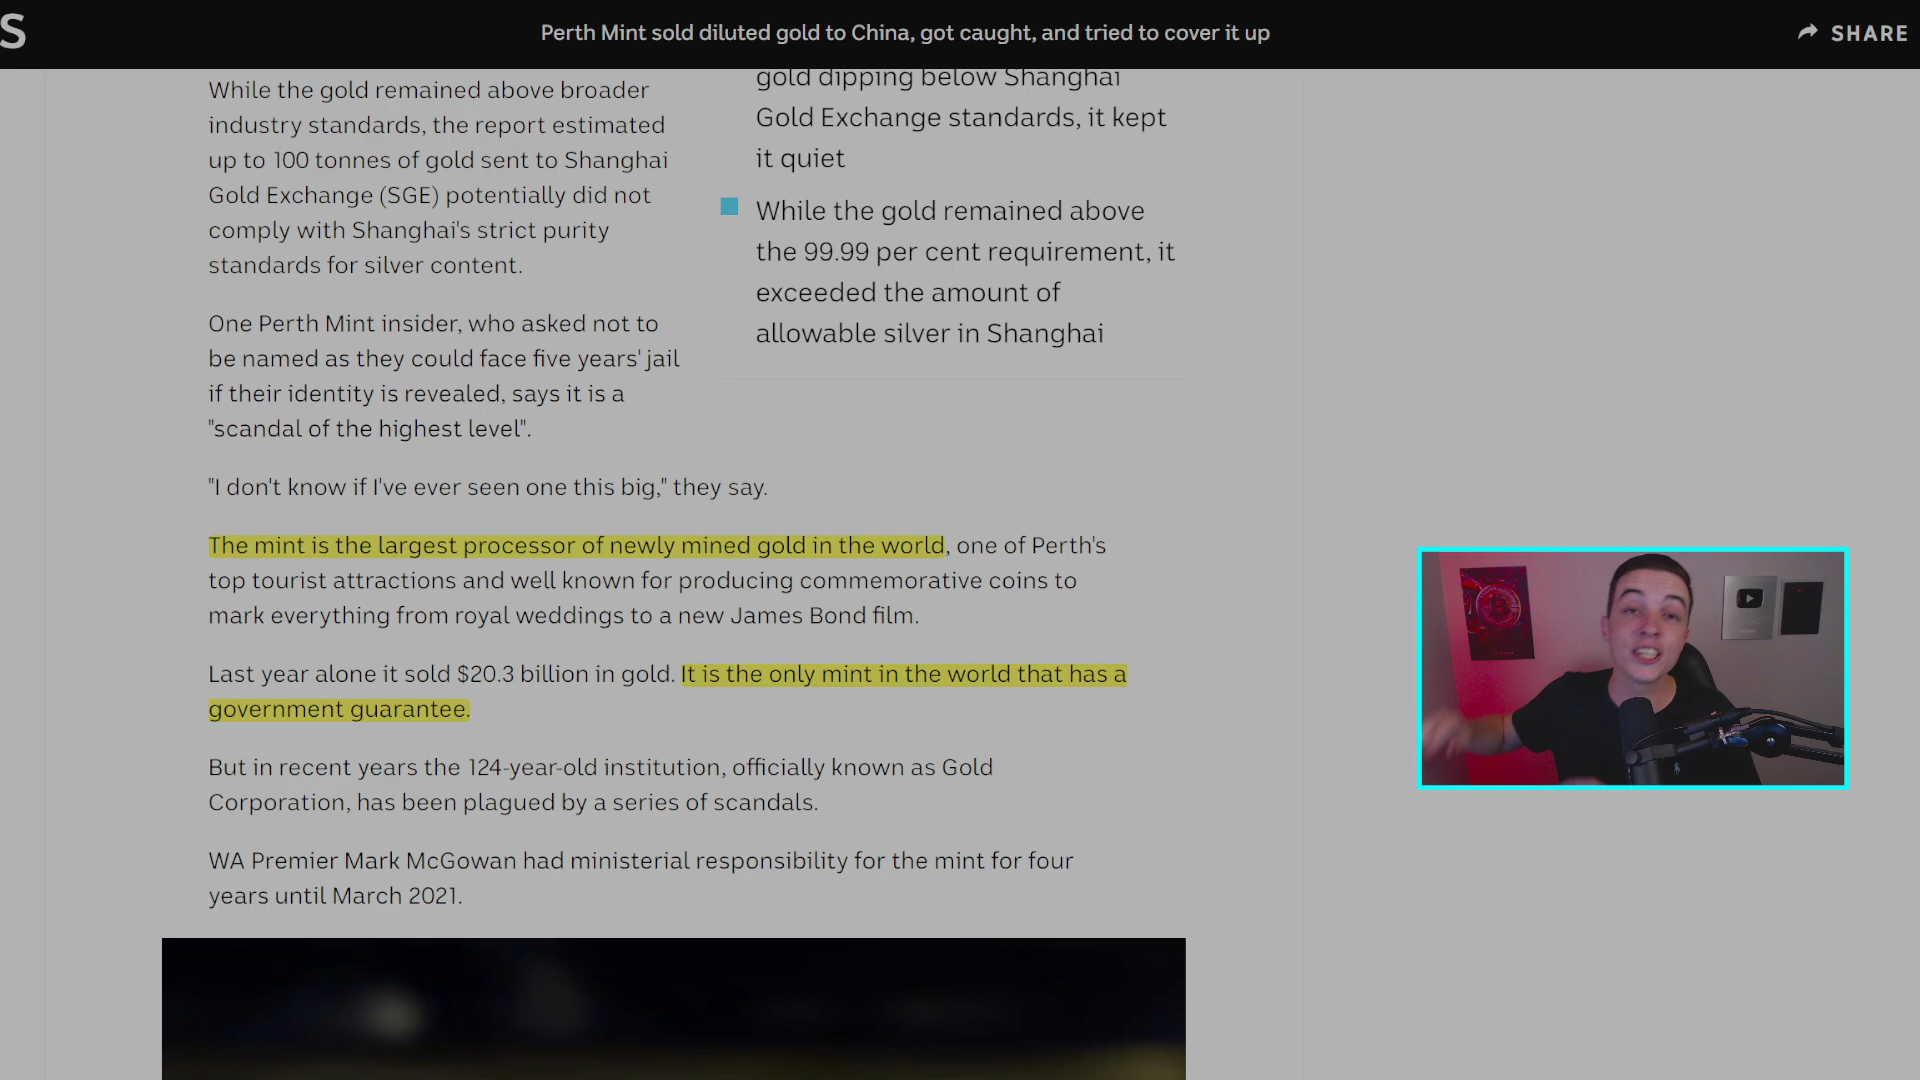 S
Perth Mint sold diluted gold to China, got caught, and tried to cover it up
SHARE
While the gold remained above broader
industry standards, the report estimated
up to 100 tonnes of gold sent to Shanghai
Gold Exchange (SGE) potentially did not
comply with Shanghai's strict purity
standards for silver content.
One Perth Mint insider, who asked not to
be named as they could face five years' jail
if their identity is revealed, says it is a
"scandal of the highest level".
gold dipping below Shanghai
Gold Exchange standards, it kept
it quiet
While the gold remained above
the 99.99 per cent requirement, it
exceeded the amount of
allowable silver in Shanghai
"I don't know if I've ever seen one this big," they say.
The mint is the largest processor of newly mined gold in the world, one of Perth's
top tourist attractions and well known for producing commemorative coins to
mark everything from royal weddings to a new James Bond film.
Last year alone it sold $20.3 billion in gold. It is the only mint in the world that has a
government guarantee.
But in recent years the 124-year-old institution, officially known as Gold
Corporation, has been plagued by a series of scandals.
WA Premier Mark McGowan had ministerial responsibility for the mint for four
years until March 2021.